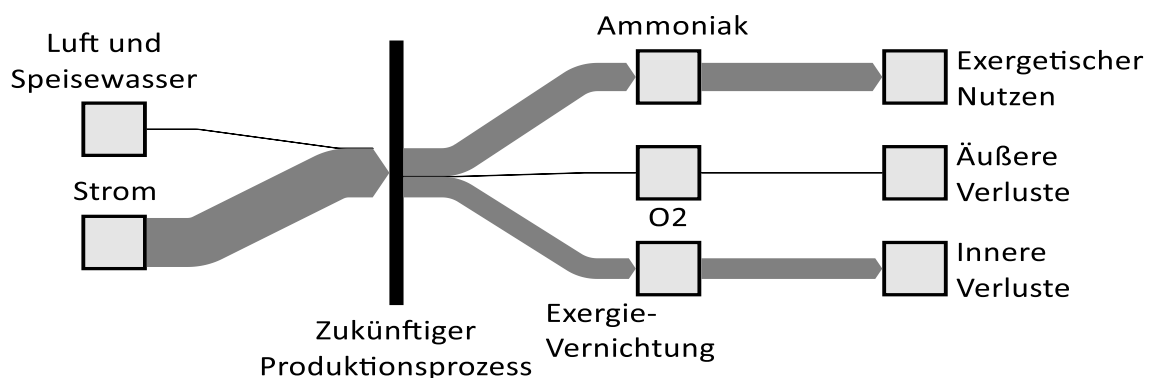 Luft und
Speisewasser
Strom
Zukünftiger
Produktionsprozess
Ammoniak
O2
Exergie-
Vernichtung
Exergetischer
Nutzen
Äußere
Verluste
Innere
Verluste